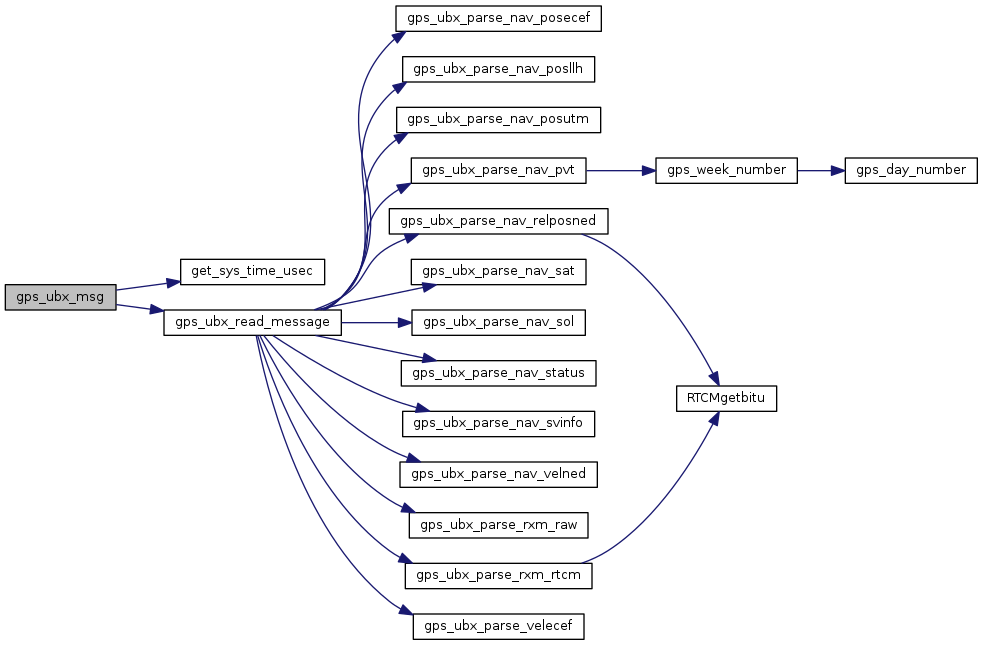 gps_ubx_msg
get_sys_time_usec
gps_ubx_read_message
gps_ubx_parse_nav_posecef
gps_ubx_parse_nav_posllh
gps_ubx_parse_nav_posutm
gps_ubx_parse_nav_pvt
gps_week_number
gps_day_number
gps_ubx_parse_nav_relposned
gps_ubx_parse_nav_sat
gps_ubx_parse_nav_sol
gps_ubx_parse_nav_status
gps_ubx_parse_nav_svinfo
gps_ubx_parse_nav_velned
gps_ubx_parse_rxm_raw
gps_ubx_parse_rxm_rtcm
gps_ubx_parse_velecef
RTCMgetbitu